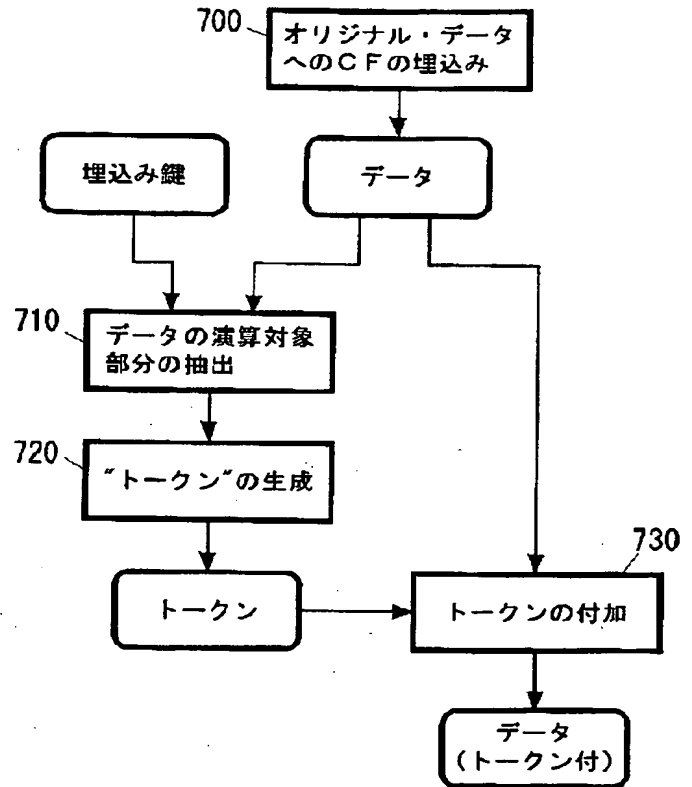 700
オリジナル・データ
へのCFの埋込み
埋込み鍵
データ
710
データの演算対象
部分の抽出
720
“トークン”の生成
730
トークン
トークンの付加
データ
(トークン付)